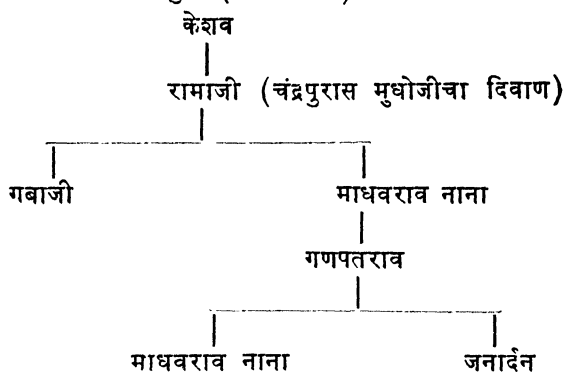 केशव
रामाजी (चंद्रपुरास मुधोजीचा दिवाण)
गबाजी माधवराव नाना
गणपतराव
माधवराव नाना जनार्दन